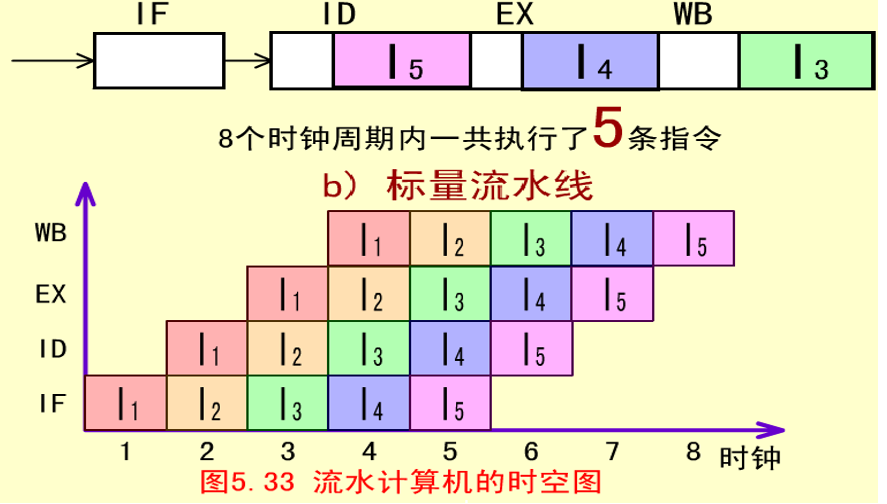 IF ID EX WB
I5 I4 I3
8个时钟周期内一共执行了5条指令
b) 标量流水线
WB I1 I2 I3 I4 I5
EX I1 I2 I3 I4 I5
ID I1 I2 I3 I4 I5
IF I1 I2 I3 I4 I5
1 2 3 4 5 6 7 8 时钟
图5.33 流水计算机的时空图